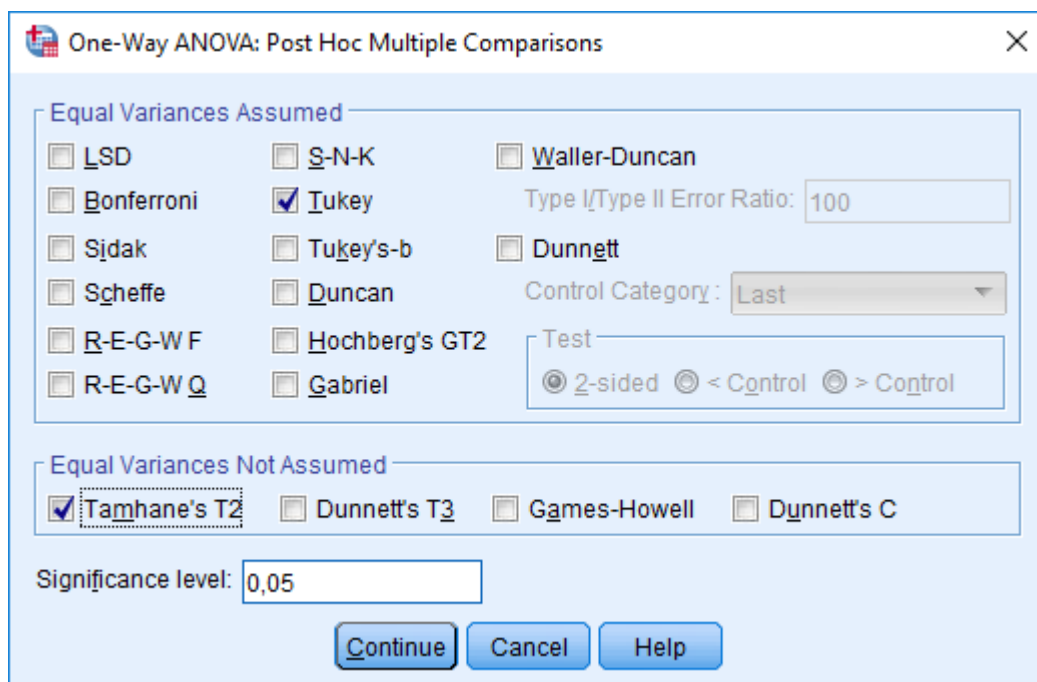 One-Way ANOVA: Post Hoc Multiple Comparisons
Equal Variances Assumed
LSD S-N-K Waller-Duncan
Bonferroni Tukey Type I/Type II Error Ratio: 100
Sidak Tukey's-b Dunnett
Scheffe Duncan Control Category : Last
R-E-G-W F Hochberg's GT2 Test
R-E-G-W Q Gabriel 2-sided < Control > Control
Equal Variances Not Assumed
Tamhane's T2 Dunnett's T3 Games-Howell Dunnett's C
Significance level: 0,05
Continue Cancel Help